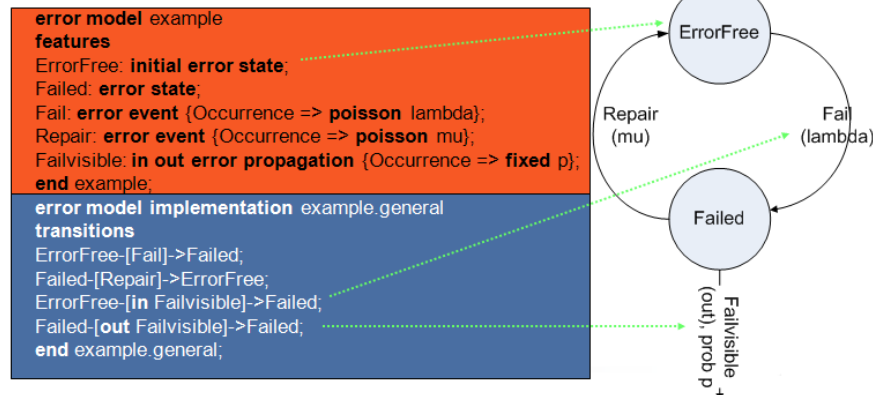 error model example
features
ErrorFree: initial error state;
Failed: error state;
Fail: error event {Occurrence => poisson lambda};
Repair: error event {Occurrence => poisson mu};
Failvisible: in out error propagation {Occurrence => fixed p};
end example;
error model implementation example.general
transitions
ErrorFree-[Fail]->Failed;
Failed-[Repair]->ErrorFree;
ErrorFree-[in Failvisible]->Failed;
Failed-[out Failvisible]->Failed;
end example.general;
ErrorFree
Repair
(mu)
Fail
(lambda)
Failed
Failvisible
(out), prob p